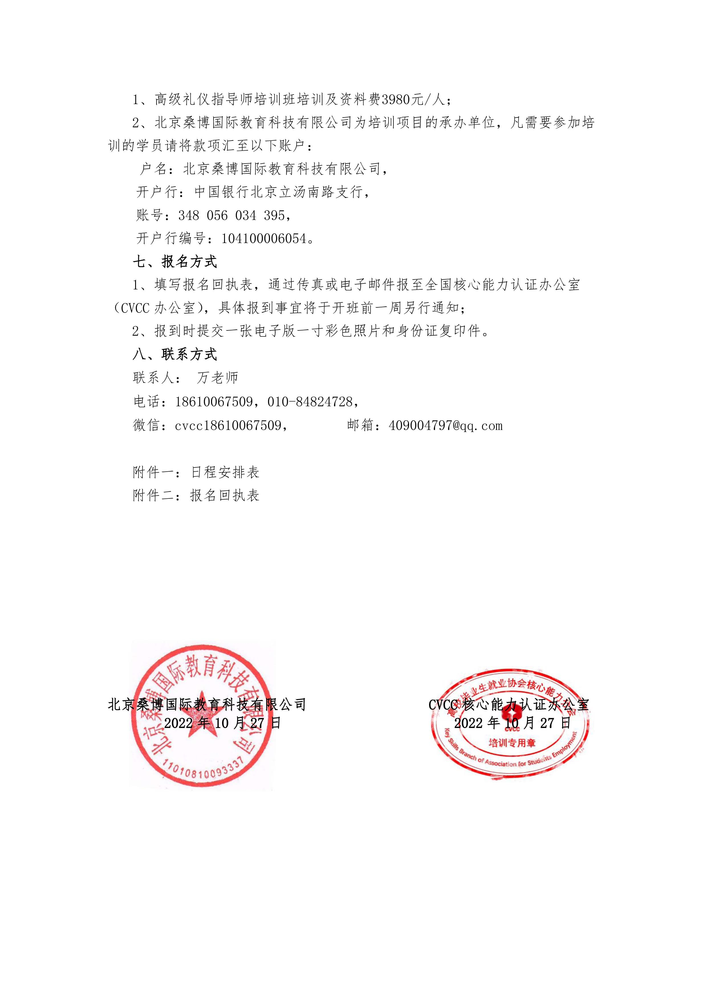 1、高级礼仪指导师培训班培训及资料费3980元/人；
2、北京桑博国际教育科技有限公司为培训项目的承办单位，凡需要参加培
训的学员请将款项汇至以下账户：
户名：北京桑博国际教育科技有限公司，
开户行：中国银行北京立汤南路支行，
账号：348 056 034 395，
开户行编号：104100006054。
七、报名方式
1、填写报名回执表，通过传真或电子邮件报至全国核心能力认证办公室
（CVCC 办公室），具体报到事宜将于开班前一周另行通知；
2、报到时提交一张电子版一寸彩色照片和身份证复印件。
八、联系方式
联系人： 万老师
电话：18610067509，010-84824728，
微信：cvcc18610067509， 邮箱：409004797@qq.com
附件一：日程安排表
附件二：报名回执表
北京桑博国际教育科技有限公司
北京桑博国际教育科技有限公司
2022 年 10 月 27 日
11010810093337
高校毕业生就业协会核心能力分会
CVCC 核心能力认证办公室
2022 年 10 月 27 日
CVCC
培训专用章
Key Skills Branch of Association for Students Employment